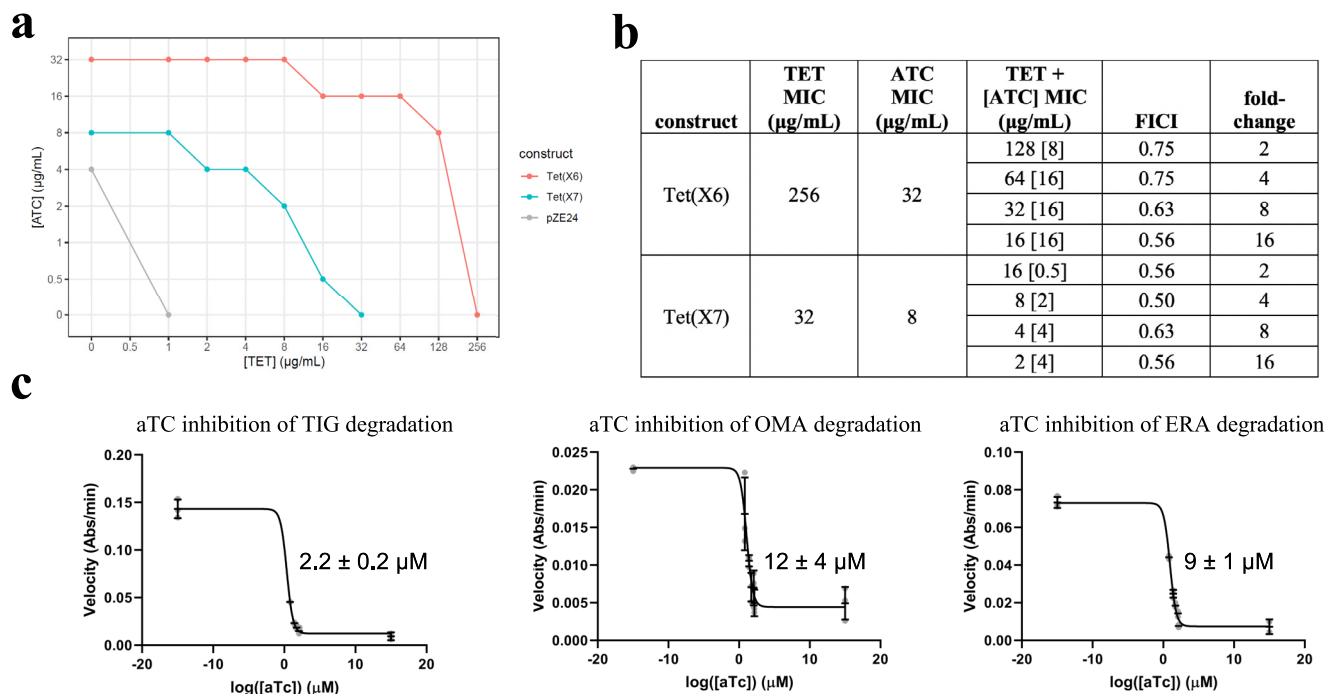 a
32
16
8
4
2
1
0.5
0
[ATC] (μg/mL)
0 0.5 1 2 4 8 16 32 64 128 256
[TET] (μg/mL)
construct
Tet(X6)
Tet(X7)
pZE24
b
construct TET MIC (μg/mL) ATC MIC (μg/mL) TET + [ATC] MIC (μg/mL) FICI fold-change
Tet(X6) 256 32
128 [8] 0.75 2
64 [16] 0.75 4
32 [16] 0.63 8
16 [16] 0.56 16
Tet(X7) 32 8
16 [0.5] 0.56 2
8 [2] 0.50 4
4 [4] 0.63 8
2 [4] 0.56 16
c
aTC inhibition of TIG degradation
0.20
0.15
0.10
0.05
0.00
Velocity (Abs/min)
2.2 ± 0.2 μM
-20 -10 0 10 20
log([aTc]) (μM)
aTC inhibition of OMA degradation
0.025
0.020
0.015
0.010
0.005
0.000
Velocity (Abs/min)
12 ± 4 μM
-20 -10 0 10 20
log([aTc]) (μM)
aTC inhibition of ERA degradation
0.10
0.08
0.06
0.04
0.02
0.00
Velocity (Abs/min)
9 ± 1 μM
-20 -10 0 10 20
log([aTc]) (μM)